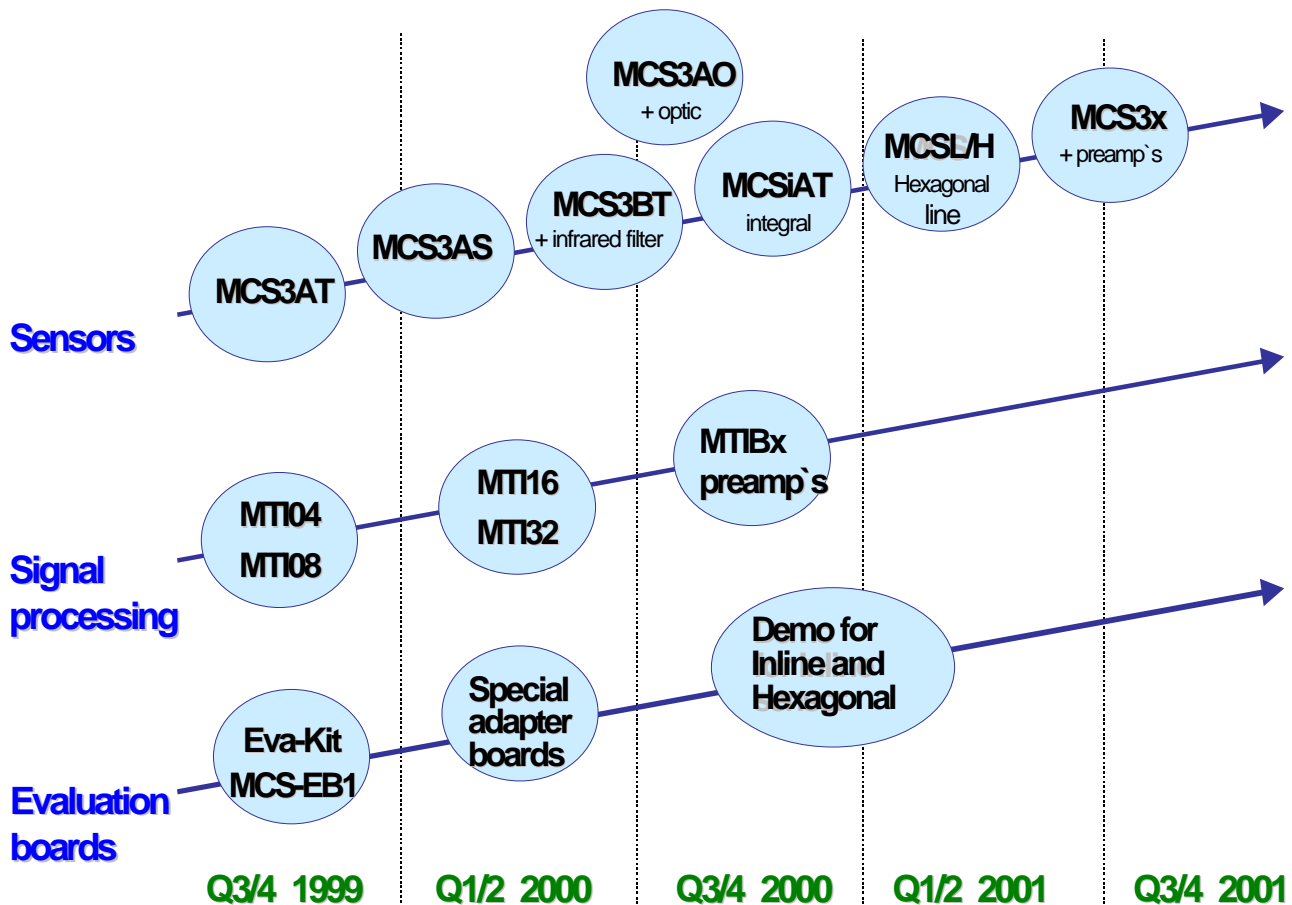 MCS3AO
+ optic
MCS3x
+ preamp`s
MCSL/H
Hexagonal
line
MCSiAT
integral
MCS3BT
+ infrared filter
MCS3AS
MCS3AT
Sensors
MTIBx
preamp`s
MTI16
MTI32
MTI04
MTI08
Signal
processing
Demo for
Inline and
Hexagonal
Special
adapter
boards
Eva-Kit
MCS-EB1
Evaluation
boards
Q3/4 1999 Q1/2 2000 Q3/4 2000 Q1/2 2001 Q3/4 2001